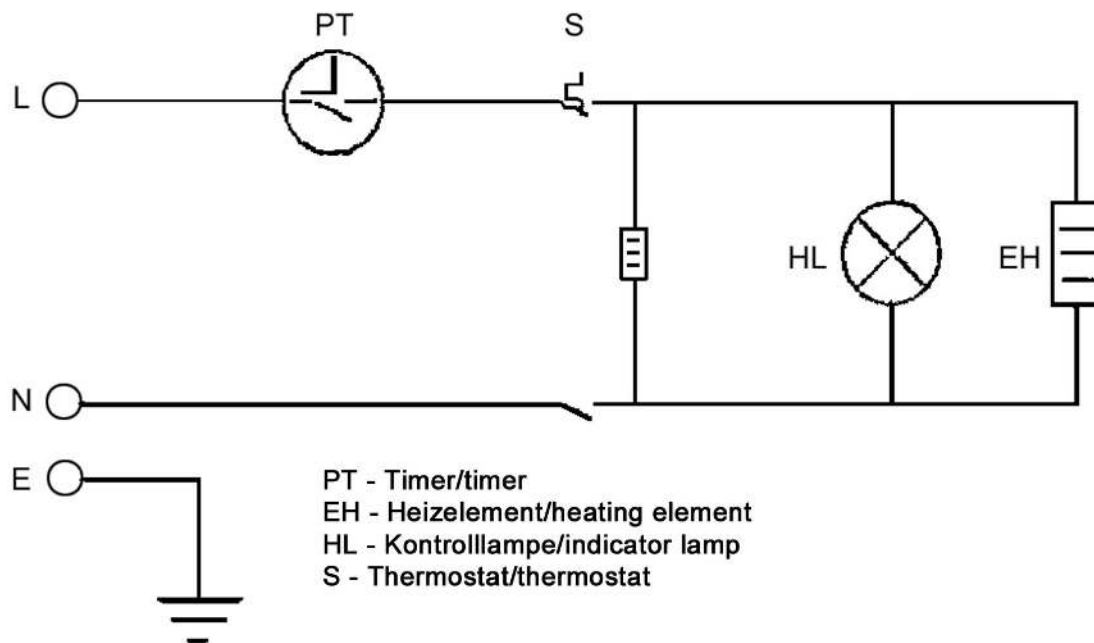 PT
S
L
HL
EH
N
E
PT - Timer/timer
EH - Heizelement/heating element
HL - Kontrolllampe/indicator lamp
S - Thermostat/thermostat